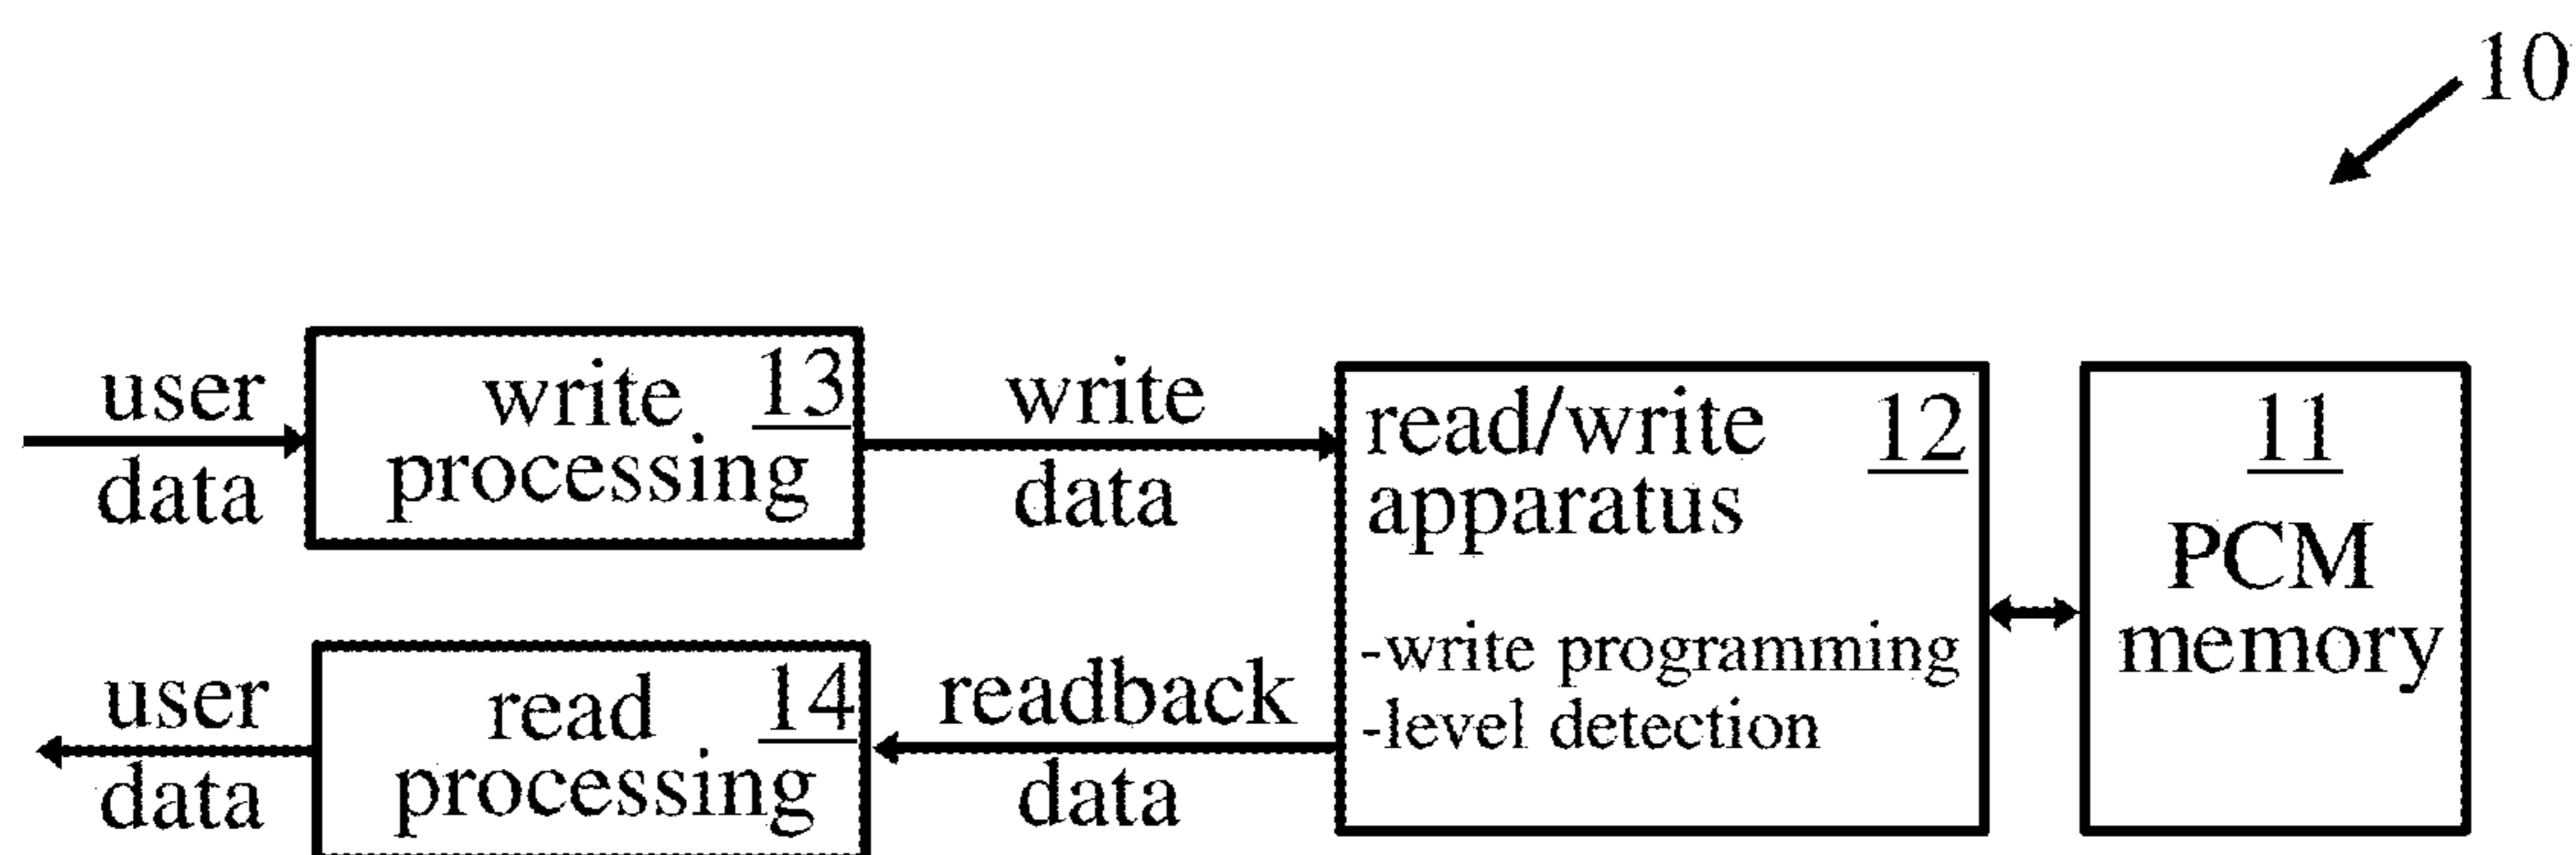 10
user
data
write 13
processing
write
data
read/write 12
apparatus
-write programming
-level detection
11
PCM
memory
user
data
read 14
processing
readback
data